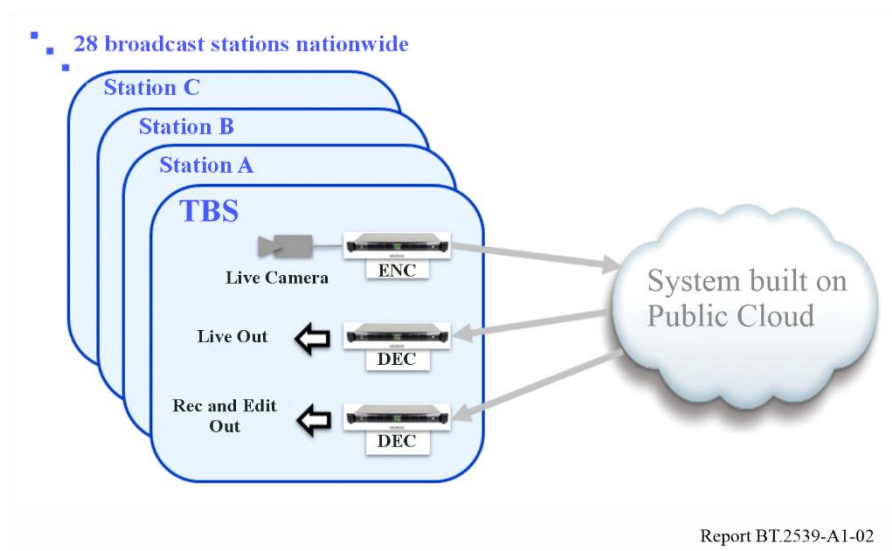 28 broadcast stations nationwide
Station C
Station B
Station A
TBS
Live Camera
ENC
Live Out
DEC
Rec and Edit
Out
DEC
System built on
Public Cloud
Report BT.2539-A1-02